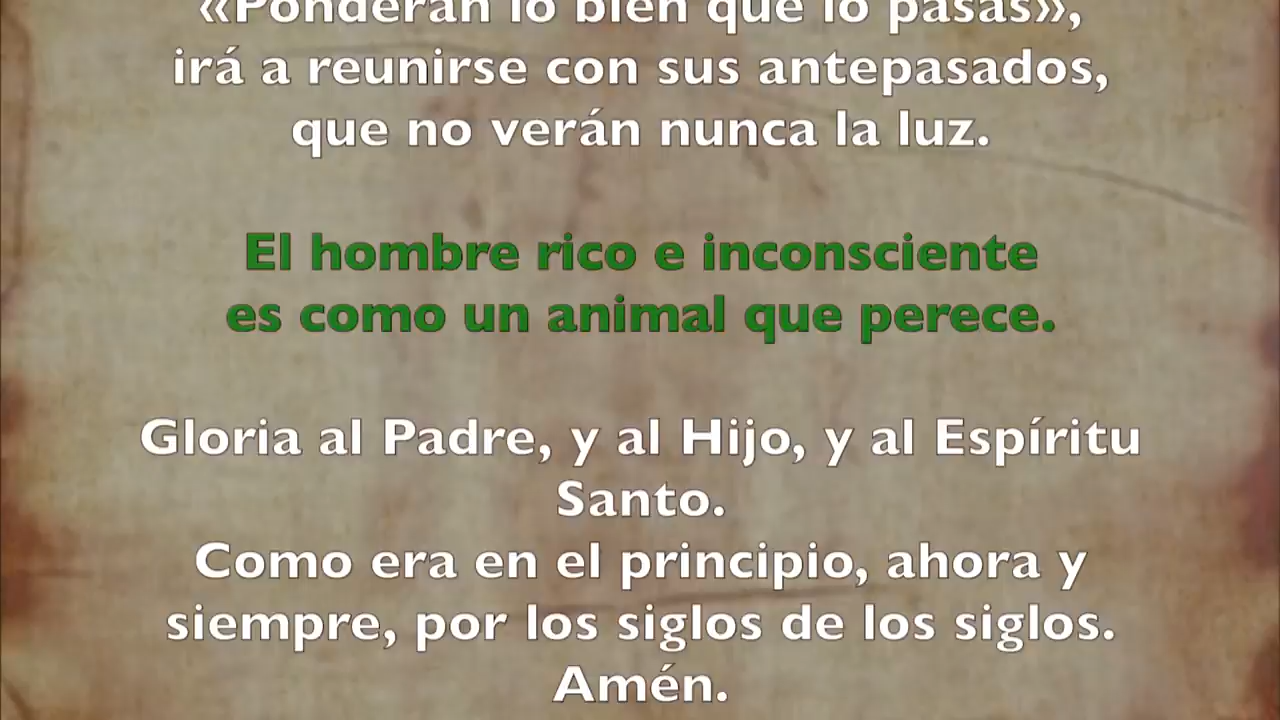 «Ponderan lo bien que lo pasas»,
irá a reunirse con sus antepasados,
que no verán nunca la luz.
El hombre rico e inconsciente
es como un animal que perece.
Gloria al Padre, y al Hijo, y al Espíritu
Santo.
Como era en el principio, ahora y
siempre, por los siglos de los siglos.
Amén.